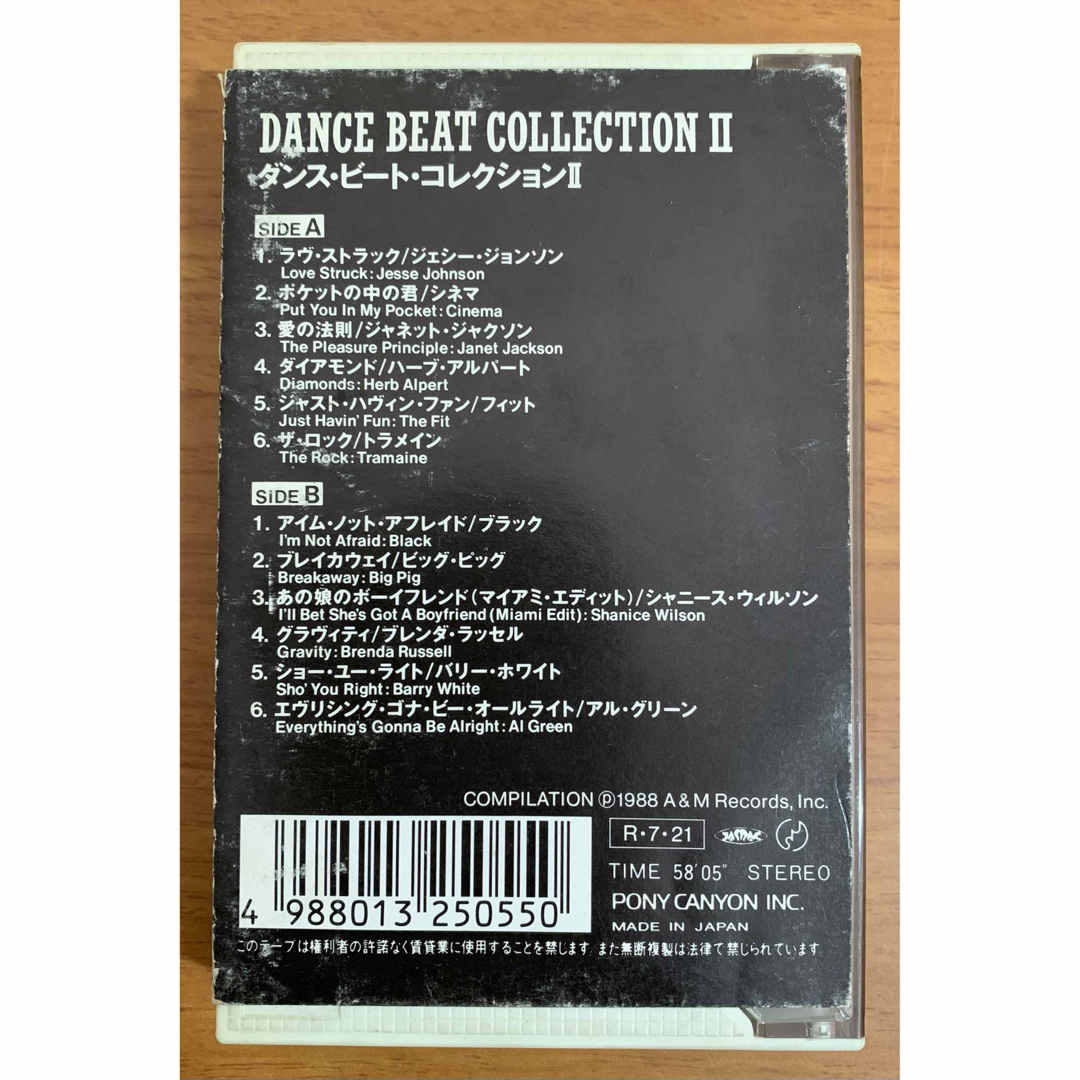 DANCE BEAT COLLECTION II
ダンス・ビート・コレクションII
SIDE A
1. ラヴ・ストラック/ジェシー・ジョンソン
Love Struck: Jesse Johnson
2. ポケットの中の君/シネマ
Put You In My Pocket: Cinema
3. 愛の法則/ジャネット・ジャクソン
The Pleasure Principle: Janet Jackson
4. ダイアモンド/ハーブ・アルパート
Diamonds: Herb Alpert
5. ジャスト・ハヴィン・ファン/フィット
Just Havin' Fun: The Fit
6. ザ・ロック/トラメイン
The Rock: Tramaine
SIDE B
1. アイム・ノット・アフレイド/ブラック
I'm Not Afraid: Black
2. ブレイカウェイ/ビッグ・ピッグ
Breakaway: Big Pig
3. あの娘のボーイフレンド(マイアミ・エディット)/シャニース・ウィルソン
I'll Bet She's Got A Boyfriend (Miami Edit): Shanice Wilson
4. グラヴィティ/ブレンダ・ラッセル
Gravity: Brenda Russell
5. ショー・ユー・ライト/バリー・ホワイト
Sho' You Right: Barry White
6. エヴリシング・ゴナ・ビー・オールライト/アル・グリーン
Everything's Gonna Be Alright: Al Green
COMPILATION ℗1988 A&M Records, Inc.
R・7・21
TIME 58'05" STEREO
PONY CANYON INC.
MADE IN JAPAN
4 988013 250550
このテープは権利者の許諾なく賃貸業に使用することを禁じます。また無断複製は法律で禁じられています